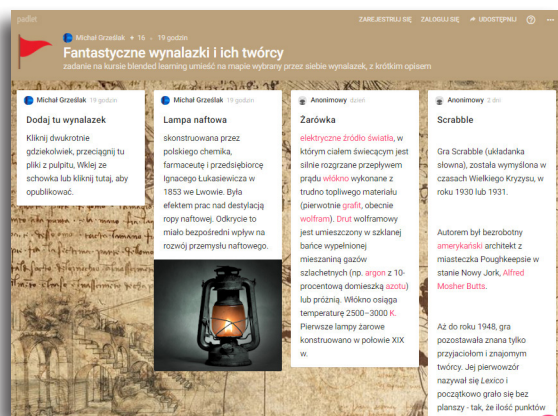 padlet
ZAREJESTRUJ SIĘ ZALOGUJ SIĘ UDOSTĘPNIJ
Michał Grześlak + 16 • 19 godzin
Fantastyczne wynalazki i ich twórcy
zadanie na kursie blended learning umieść na mapie wybrany przez siebie wynalazek, z krótkim opisem
Michał Grześlak 19 godzin
Dodaj tu wynalazek
Kliknij dwukrotnie
gdziekolwiek, przeciągnij tu
pliki z pulpitu, Wklej ze
schowka lub kliknij tutaj, aby
opublikować.
Michał Grześlak 19 godzin
Lampa naftowa
skonstruowana przez
polskiego chemika,
farmaceutę i przedsiębiorcę
Ignacego Łukasiewicza w
1853 we Lwowie. Była
efektem prac nad destylacją
ropy naftowej. Odkrycie to
miało bezpośredni wpływ na
rozwój przemysłu naftowego.
Anonimowy dzień
Żarówka
elektryczne źródło światła, w
którym ciałem świecącym jest
silnie rozgrzane przepływem
prądu włókno wykonane z
trudno topliwego materiału
(pierwotnie grafit, obecnie
wolfram). Drut wolframowy
jest umieszczony w szklanej
bańce wypełnionej
mieszaniną gazów
szlachetnych (np. argon z 10-
procentową domieszką azotu)
lub próżnią. Włókno osiąga
temperaturę 2500–3000 K.
Pierwsze lampy żarowe
konstruowano w połowie XIX
w.
Anonimowy 2 dni
Scrabble
Gra Scrabble (układanka
słowna), została wymyślona w
czasach Wielkiego Kryzysu, w
roku 1930 lub 1931.
Autorem był bezrobotny
amerykański architekt z
miasteczka Poughkeepsie w
stanie Nowy Jork, Alfred
Mosher Butts.
Aż do roku 1948, gra
pozostawała znana tylko
przyjaciołom i znajomym
twórcy. Jej pierwowzór
nazywał się Lexico i
początkowo grało się bez
planszy - tak, że ilość punktów